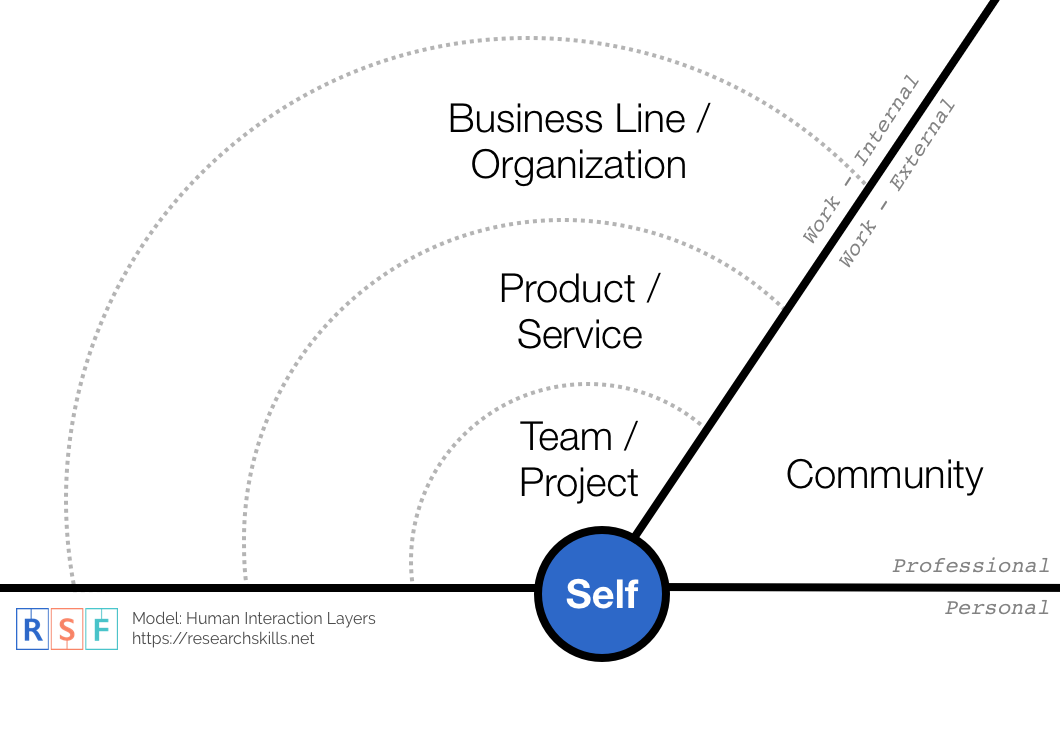 Business Line /
Organization
Work - Internal
Work - External
Product /
Service
Team /
Project
Community
Self
Professional
Personal
RSF
Model: Human Interaction Layers
https://researchskills.net